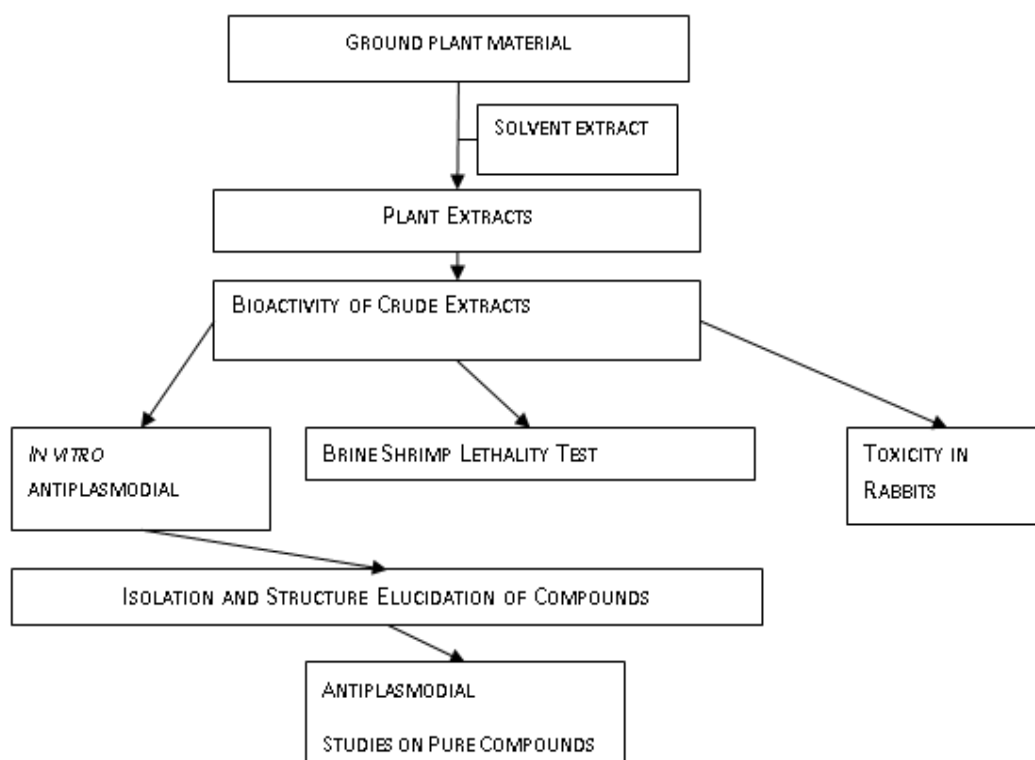 GROUND PLANT MATERIAL
SOLVENT EXTRACT
PLANT EXTRACTS
BIOACTIVITY OF CRUDE EXTRACTS
IN VITRO
ANTIPLASMODIAL
BRINE SHRIMP LETHALITY TEST
TOXICITY IN
RABBITS
ISOLATION AND STRUCTURE ELUCIDATION OF COMPOUNDS
ANTIPLASMODIAL
STUDIES ON PURE COMPOUNDS